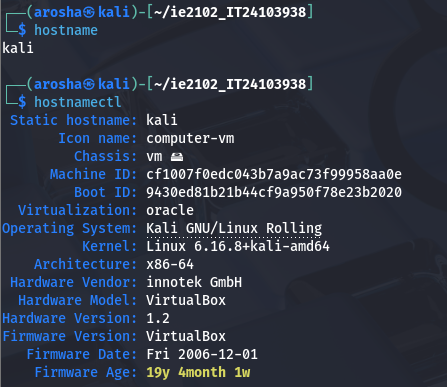 ┌──(arosha㉿kali)-[~/ie2102_IT24103938]
└─$ hostname
kali
┌──(arosha㉿kali)-[~/ie2102_IT24103938]
└─$ hostnamectl
Static hostname: kali
Icon name: computer-vm
Chassis: vm 🖴
Machine ID: cf1007f0edc043b7a9ac73f99958aa0e
Boot ID: 9430ed81b21b44cf9a950f78e23b2020
Virtualization: oracle
Operating System: Kali GNU/Linux Rolling
Kernel: Linux 6.16.8+kali-amd64
Architecture: x86-64
Hardware Vendor: innotek GmbH
Hardware Model: VirtualBox
Hardware Version: 1.2
Firmware Version: VirtualBox
Firmware Date: Fri 2006-12-01
Firmware Age: 19y 4month 1w